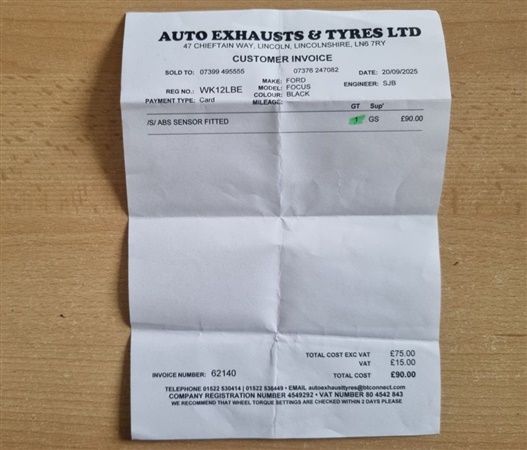 AUTO EXHAUSTS & TYRES LTD
47 CHIEFTAIN WAY, LINCOLN, LINCOLNSHIRE, LN6 7RY
CUSTOMER INVOICE
SOLD TO: 07399 495555 07376 247082 DATE: 20/09/2025
MAKE: FORD
REG NO.: WK12LBE MODEL: FOCUS ENGINEER: SJB
COLOUR: BLACK
PAYMENT TYPE: Card MILEAGE:
GT Sup'
/S/ ABS SENSOR FITTED 1 GS £90.00
TOTAL COST EXC VAT £75.00
VAT £15.00
INVOICE NUMBER: 62140 TOTAL COST £90.00
TELEPHONE 01522 530414 | 01522 536449 • EMAIL autoexhausttyres@btconnect.com
COMPANY REGISTRATION NUMBER 4549292 • VAT NUMBER 80 4542 843
WE RECOMMEND THAT WHEEL TORQUE SETTINGS ARE CHECKED WITHIN 2 DAYS PLEASE